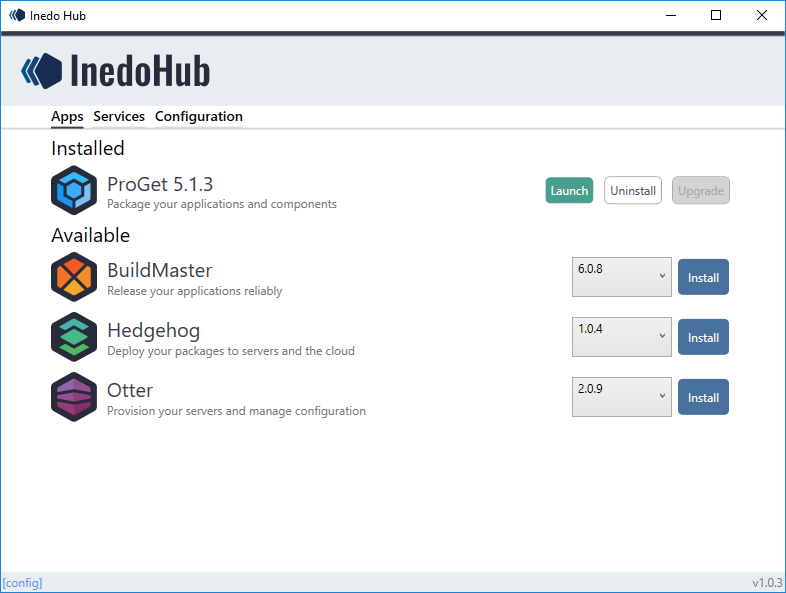 Inedo Hub
InedoHub
Apps Services Configuration
Installed
ProGet 5.1.3
Package your applications and components
Launch Uninstall Upgrade
Available
BuildMaster
Release your applications reliably
6.0.8 Install
Hedgehog
Deploy your packages to servers and the cloud
1.0.4 Install
Otter
Provision your servers and manage configuration
2.0.9 Install
[config] v1.0.3